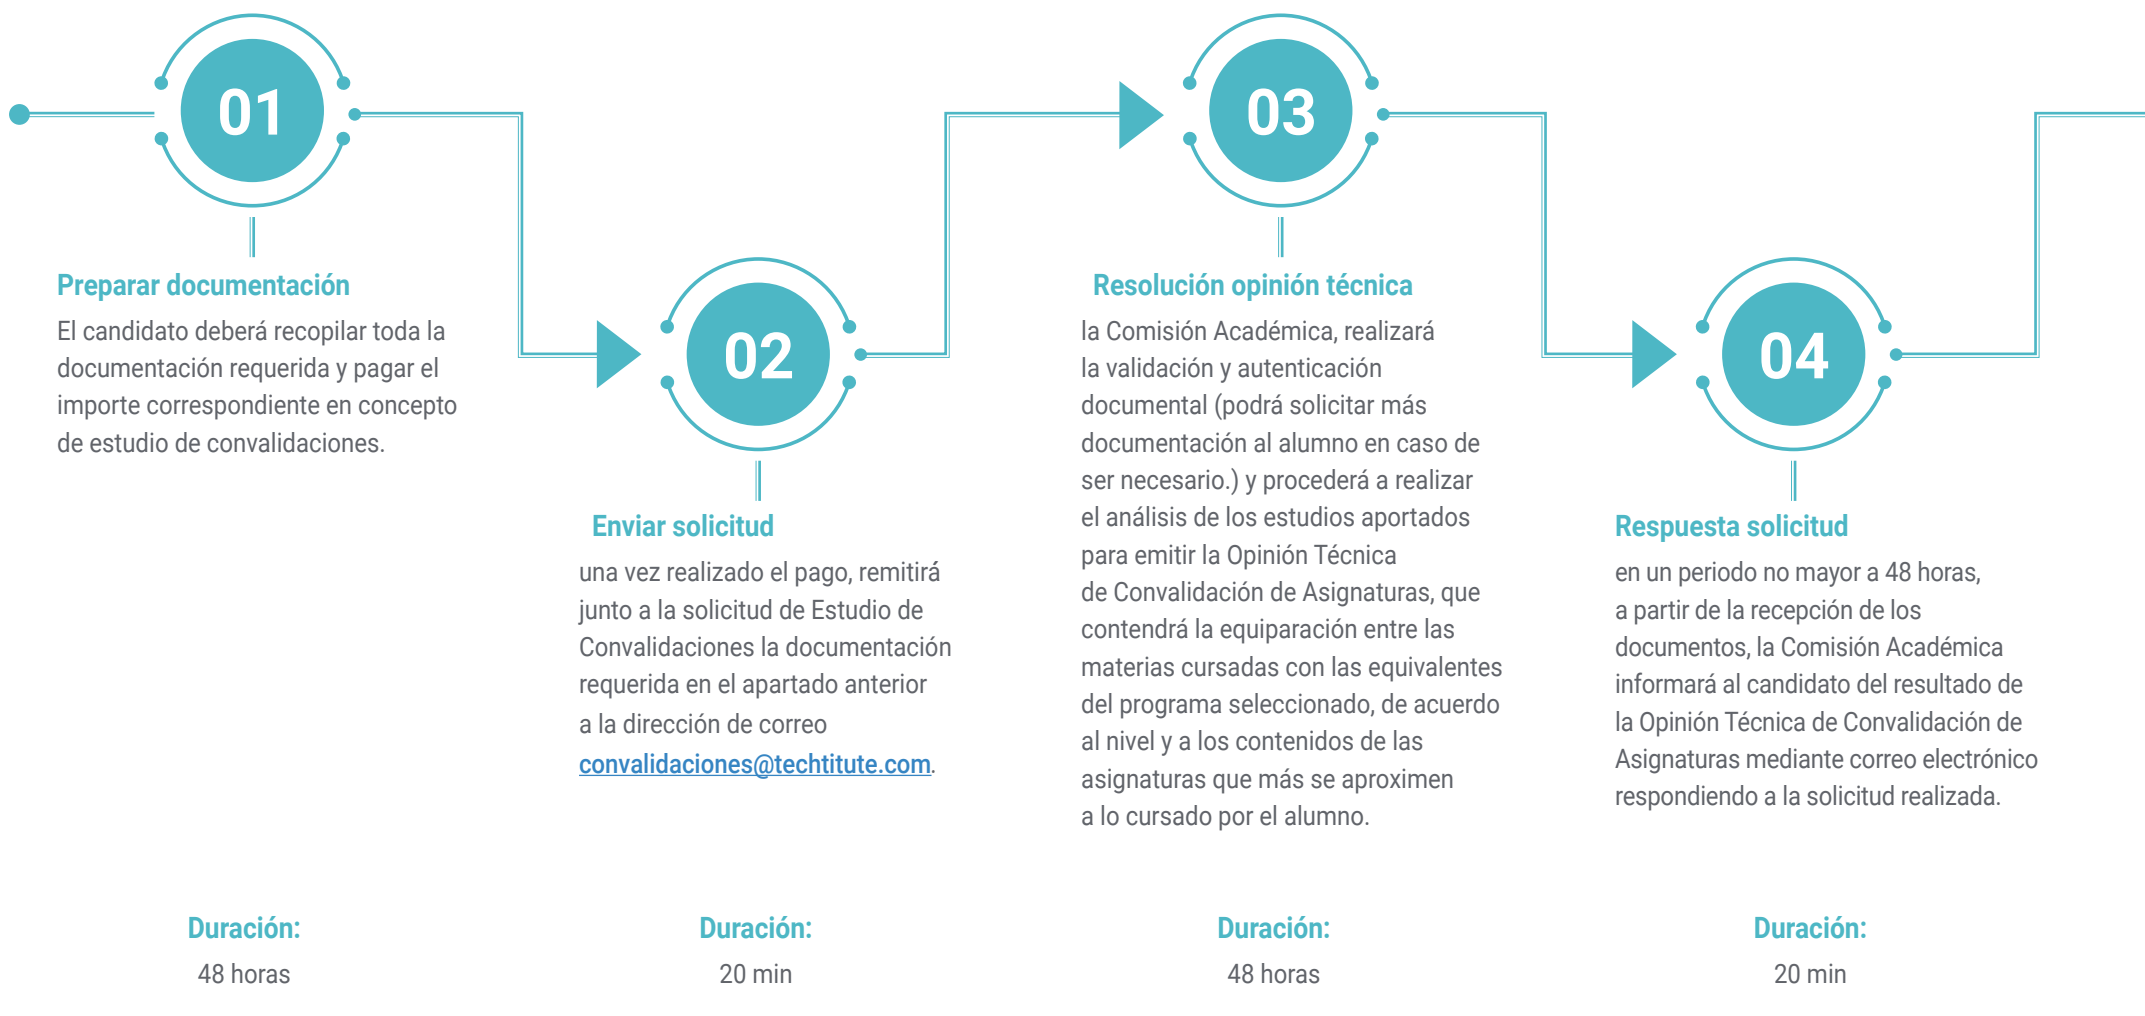 01
Preparar documentación
El candidato deberá recopilar toda la
documentación requerida y pagar el
importe correspondiente en concepto
de estudio de convalidaciones.
Duración:
48 horas
02
Enviar solicitud
una vez realizado el pago, remitirá
junto a la solicitud de Estudio de
Convalidaciones la documentación
requerida en el apartado anterior
a la dirección de correo
convalidaciones@techtitute.com.
Duración:
20 min
03
Resolución opinión técnica
la Comisión Académica, realizará
la validación y autenticación
documental (podrá solicitar más
documentación al alumno en caso de
ser necesario.) y procederá a realizar
el análisis de los estudios aportados
para emitir la Opinión Técnica
de Convalidación de Asignaturas, que
contendrá la equiparación entre las
materias cursadas con las equivalentes
del programa seleccionado, de acuerdo
al nivel y a los contenidos de las
asignaturas que más se aproximen
a lo cursado por el alumno.
Duración:
48 horas
04
Respuesta solicitud
en un periodo no mayor a 48 horas,
a partir de la recepción de los
documentos, la Comisión Académica
informará al candidato del resultado de
la Opinión Técnica de Convalidación de
Asignaturas mediante correo electrónico
respondiendo a la solicitud realizada.
Duración:
20 min